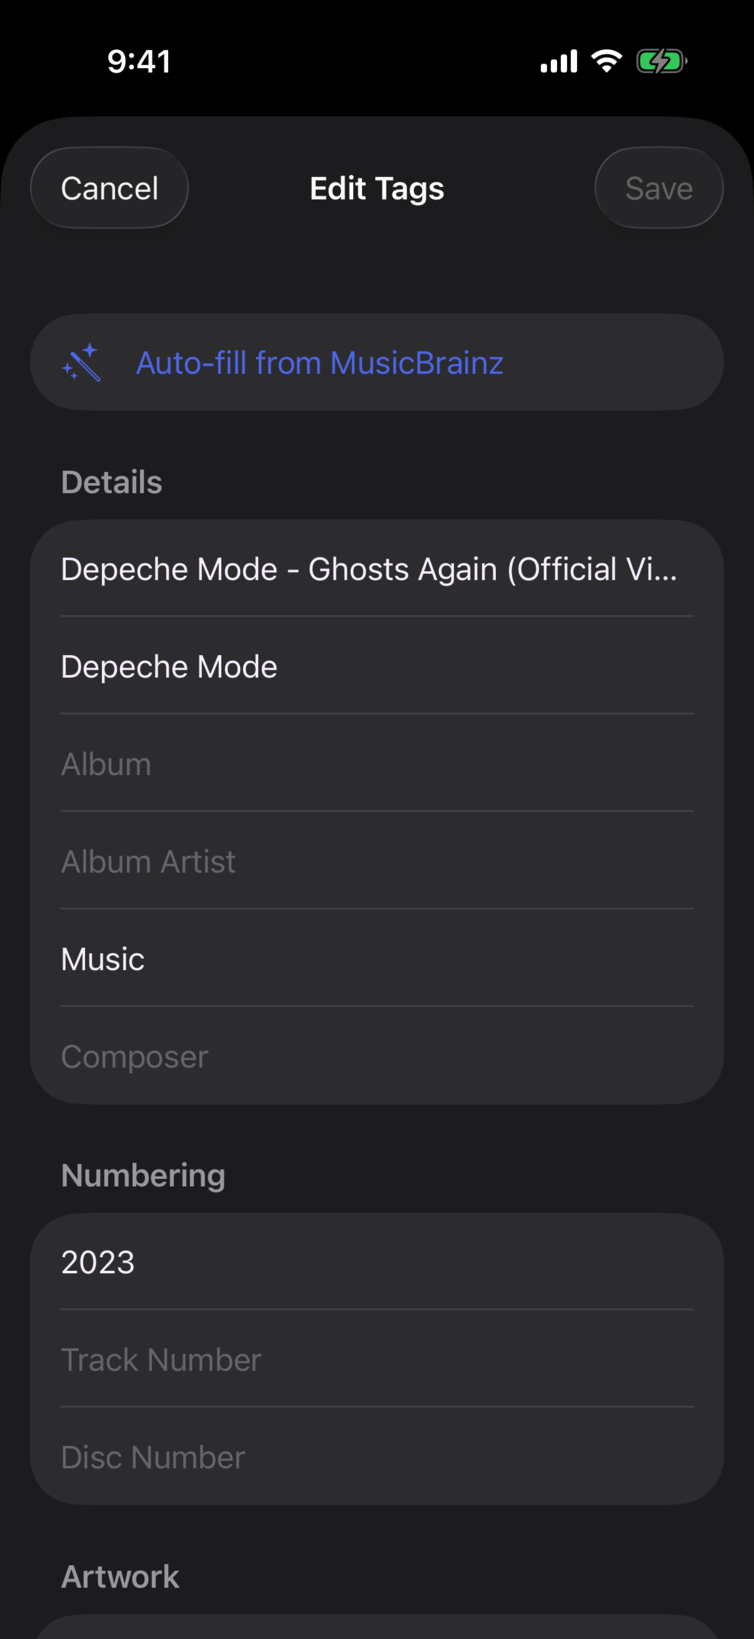 9:41
Cancel
Edit Tags
Save
Auto-fill from MusicBrainz
Details
Depeche Mode - Ghosts Again (Official Vi...
Depeche Mode
Album
Album Artist
Music
Composer
Numbering
2023
Track Number
Disc Number
Artwork